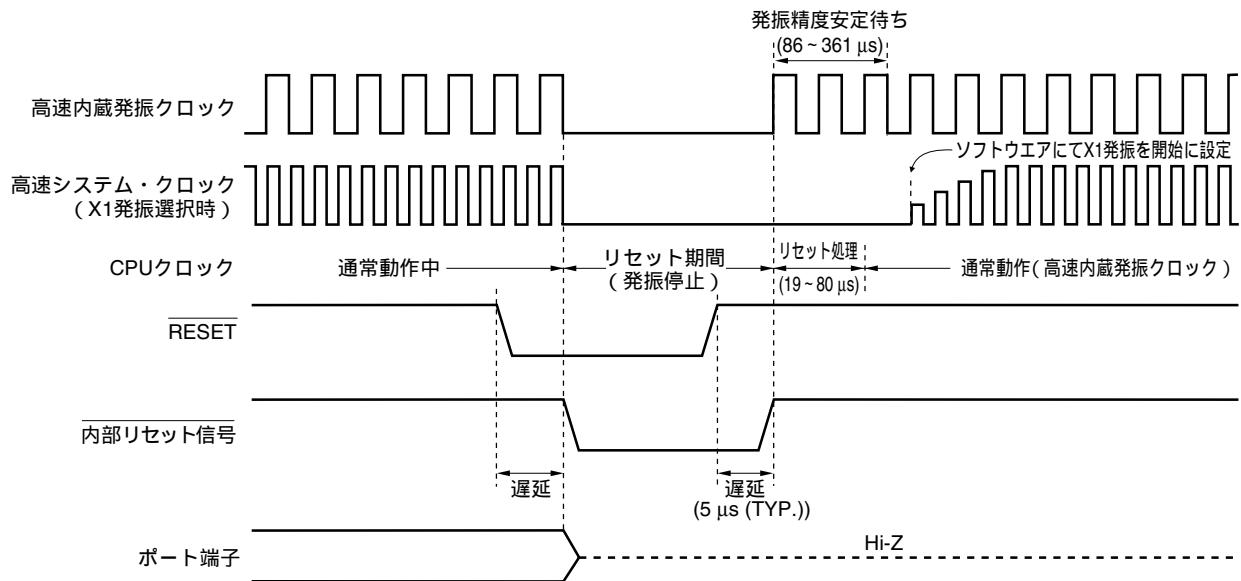 発振精度安定待ち
(86~361 μs)
高速内蔵発振クロック
ソフトウエアにてX1発振を開始に設定
高速システム・クロック
(X1発振選択時)
CPUクロック
通常動作中
リセット期間
(発振停止)
リセット処理
(19~80 μs)
通常動作(高速内蔵発振クロック)
RESET
内部リセット信号
遅延
遅延
(5 μs (TYP.))
ポート端子
Hi-Z